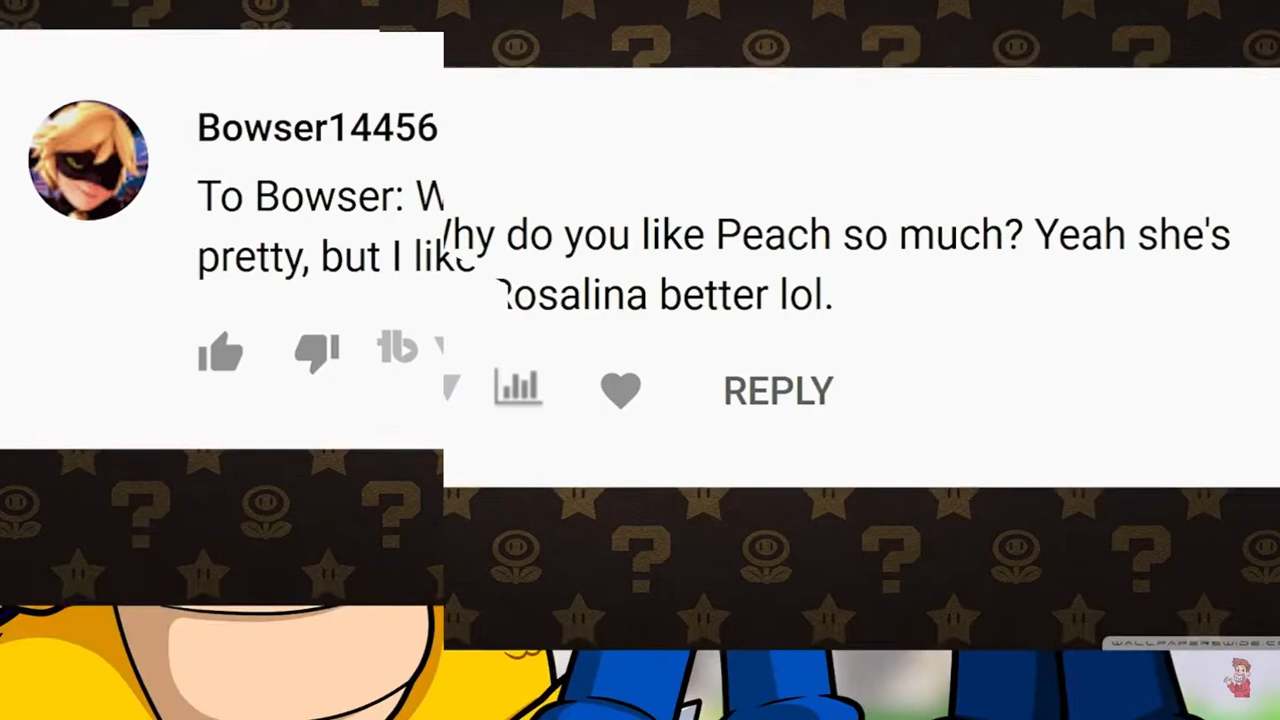 Bowser14456
To Bowser: Why do you like Peach so much? Yeah she's
pretty, but I like Rosalina better lol.
REPLY
WALLPAPERSWIDE.C